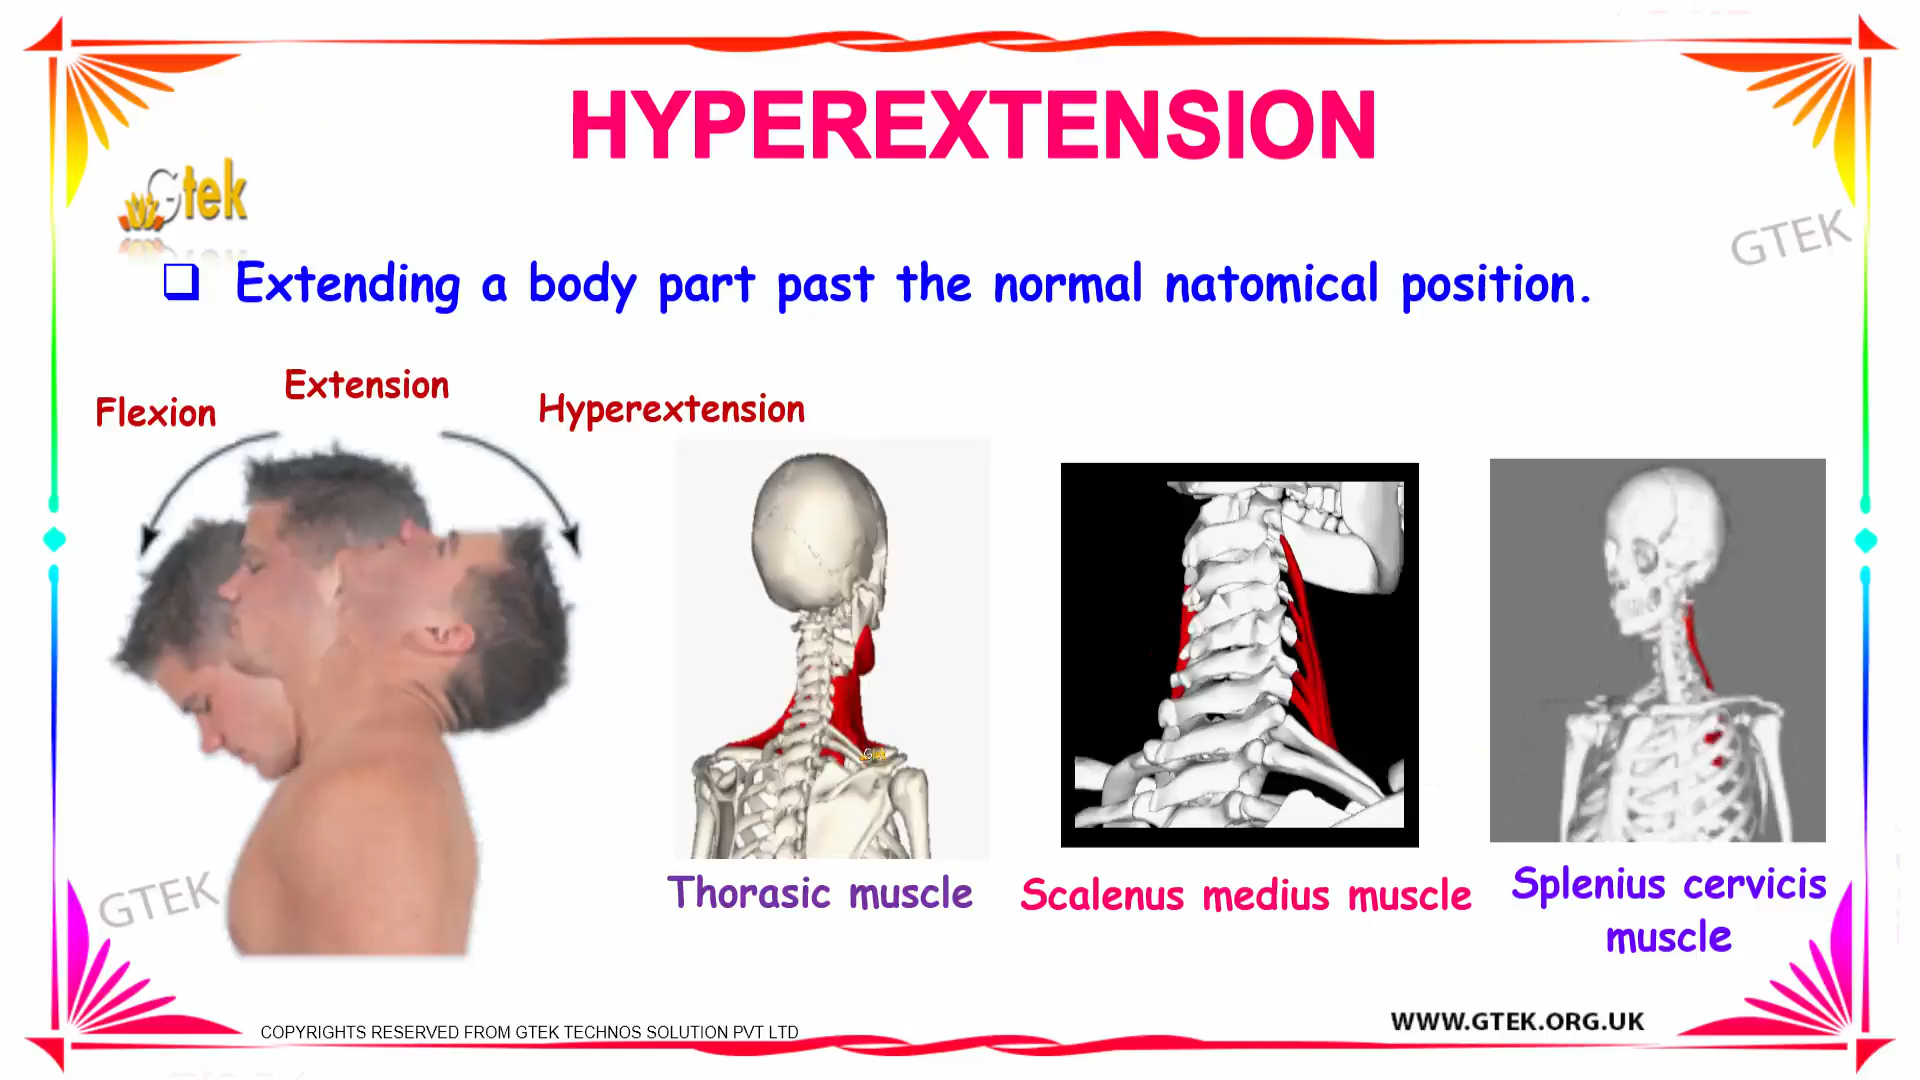 HYPEREXTENSION
Gtek
GTEK
❑ Extending a body part past the normal natomical position.
Flexion
Extension
Hyperextension
Gtek
Thorasic muscle
Scalenus medius muscle
Splenius cervicis
muscle
GTEK
COPYRIGHTS RESERVED FROM GTEK TECHNOS SOLUTION PVT LTD
WWW.GTEK.ORG.UK